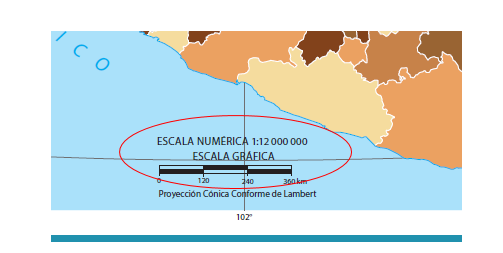 I C O
ESCALA NUMÉRICA 1:12 000 000
ESCALA GRÁFICA
0 120 240 360 km
Proyección Cónica Conforme de Lambert
102°